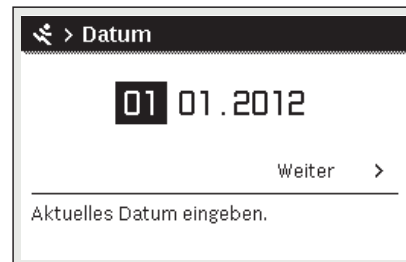 > Datum
01 01.2012
Weiter >
Aktuelles Datum eingeben.